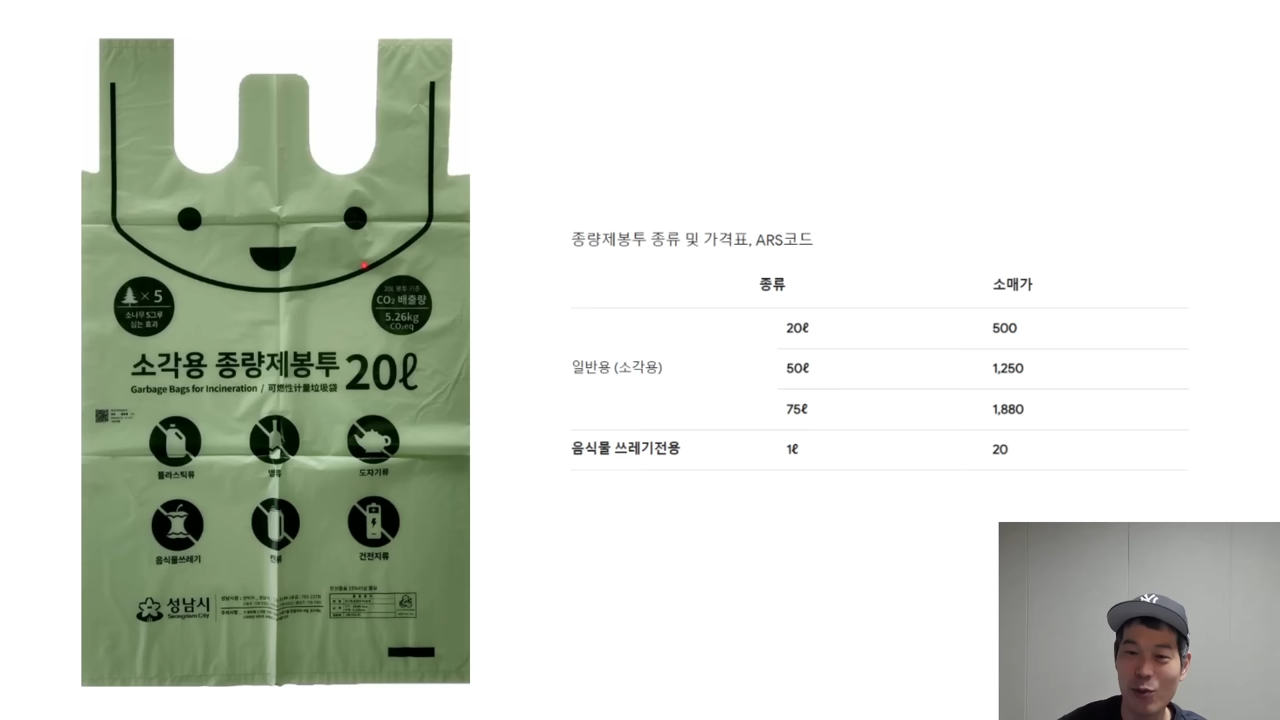 × 5
소나무 5그루
심는 효과
20L 봉투 기준
CO₂ 배출량
5.26kg
CO₂eq
소각용 종량제봉투 20ℓ
Garbage Bags for Incineration / 可燃性计量垃圾袋
플라스틱류
병류
도자기류
음식물쓰레기
캔류
건전지류
성남시
Seongnam City
종량제봉투 종류 및 가격표, ARS코드
종류 소매가
일반용 (소각용)
20ℓ 500
50ℓ 1,250
75ℓ 1,880
음식물 쓰레기전용 1ℓ 20
NY